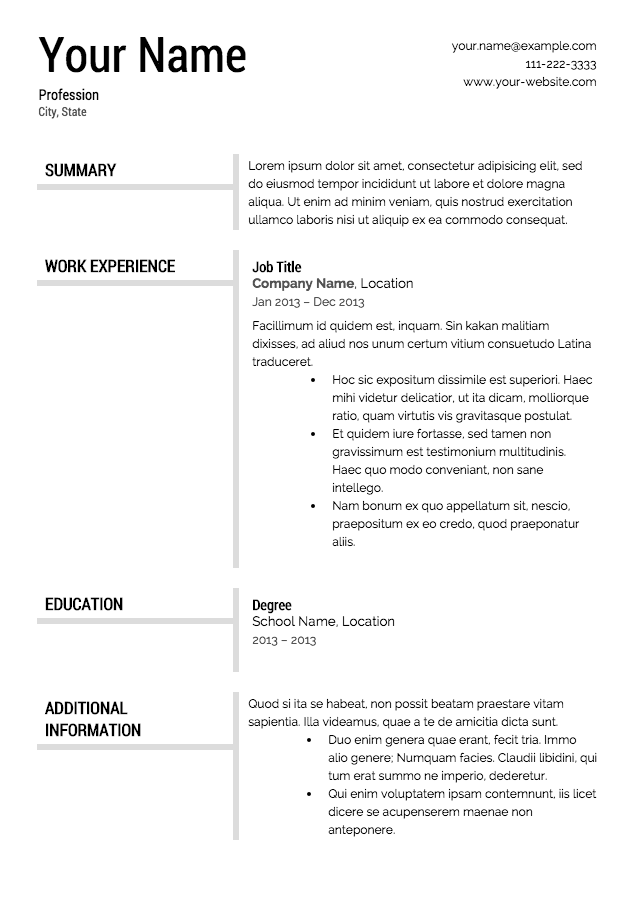 Your Name
Profession
City, State
your.name@example.com
111-222-3333
www.your-website.com
SUMMARY
Lorem ipsum dolor sit amet, consectetur adipisicing elit, sed
do eiusmod tempor incididunt ut labore et dolore magna
aliqua. Ut enim ad minim veniam, quis nostrud exercitation
ullamco laboris nisi ut aliquip ex ea commodo consequat.
WORK EXPERIENCE
Job Title
Company Name, Location
Jan 2013 – Dec 2013
Facillimum id quidem est, inquam. Sin kakan malitiam
dixisses, ad aliud nos unum certum vitium consuetudo Latina
traduceret.
• Hoc sic expositum dissimile est superiori. Haec
mihi videtur delicatior, ut ita dicam, molliorque
ratio, quam virtutis vis gravitasque postulat.
• Et quidem iure fortasse, sed tamen non
gravissimum est testimonium multitudinis.
Haec quo modo conveniant, non sane
intellego.
• Nam bonum ex quo appellatum sit, nescio,
praepositum ex eo credo, quod praeponatur
aliis.
EDUCATION
Degree
School Name, Location
2013 – 2013
ADDITIONAL
INFORMATION
Quod si ita se habeat, non possit beatam praestare vitam
sapientia. Illa videamus, quae a te de amicitia dicta sunt.
• Duo enim genera quae erant, fecit tria. Immo
alio genere; Numquam facies. Claudii libidini, qui
tum erat summo ne imperio, dederetur.
• Qui enim voluptatem ipsam contemnunt, iis licet
dicere se acupenserem maenae non
anteponere.